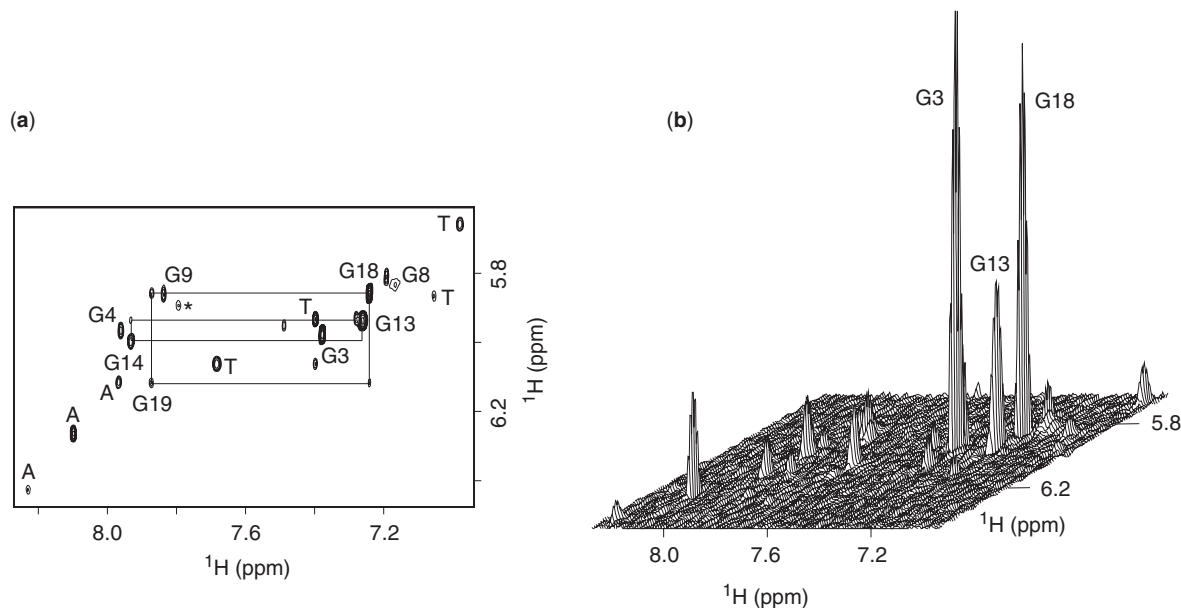 (a)
T
G9
G18
G8
*
T
T
G4
G13
G14
G3
T
A
G19
A
A
5.8
6.2
¹H (ppm)
8.0 7.6 7.2
¹H (ppm)
(b)
G3
G18
G13
5.8
6.2
¹H (ppm)
8.0 7.6 7.2
¹H (ppm)